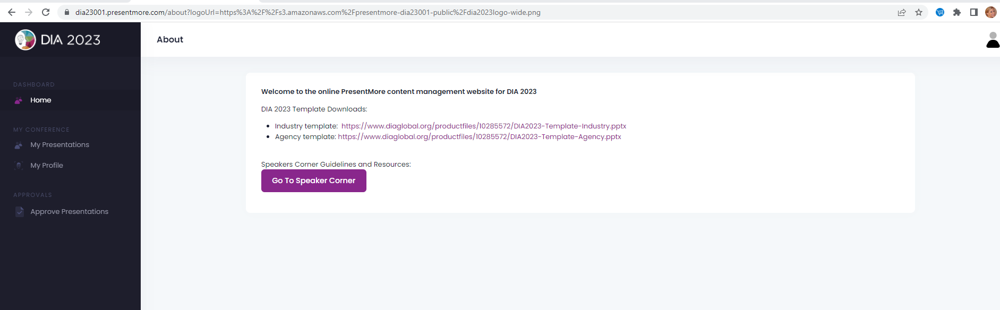 dia23001.presentmore.com/about?logoUrl=https%3A%2F%2Fs3.amazonaws.com%2Fpresentmore-dia23001-public%2Fdia2023logo-wide.png
DIA 2023
About
DASHBOARD
Home
MY CONFERENCE
My Presentations
My Profile
APPROVALS
Approve Presentations
Welcome to the online PresentMore content management website for DIA 2023
DIA 2023 Template Downloads:
Industry template: https://www.diaglobal.org/productfiles/10285572/DIA2023-Template-Industry.pptx
Agency template: https://www.diaglobal.org/productfiles/10285572/DIA2023-Template-Agency.pptx
Speakers Corner Guidelines and Resources:
Go To Speaker Corner